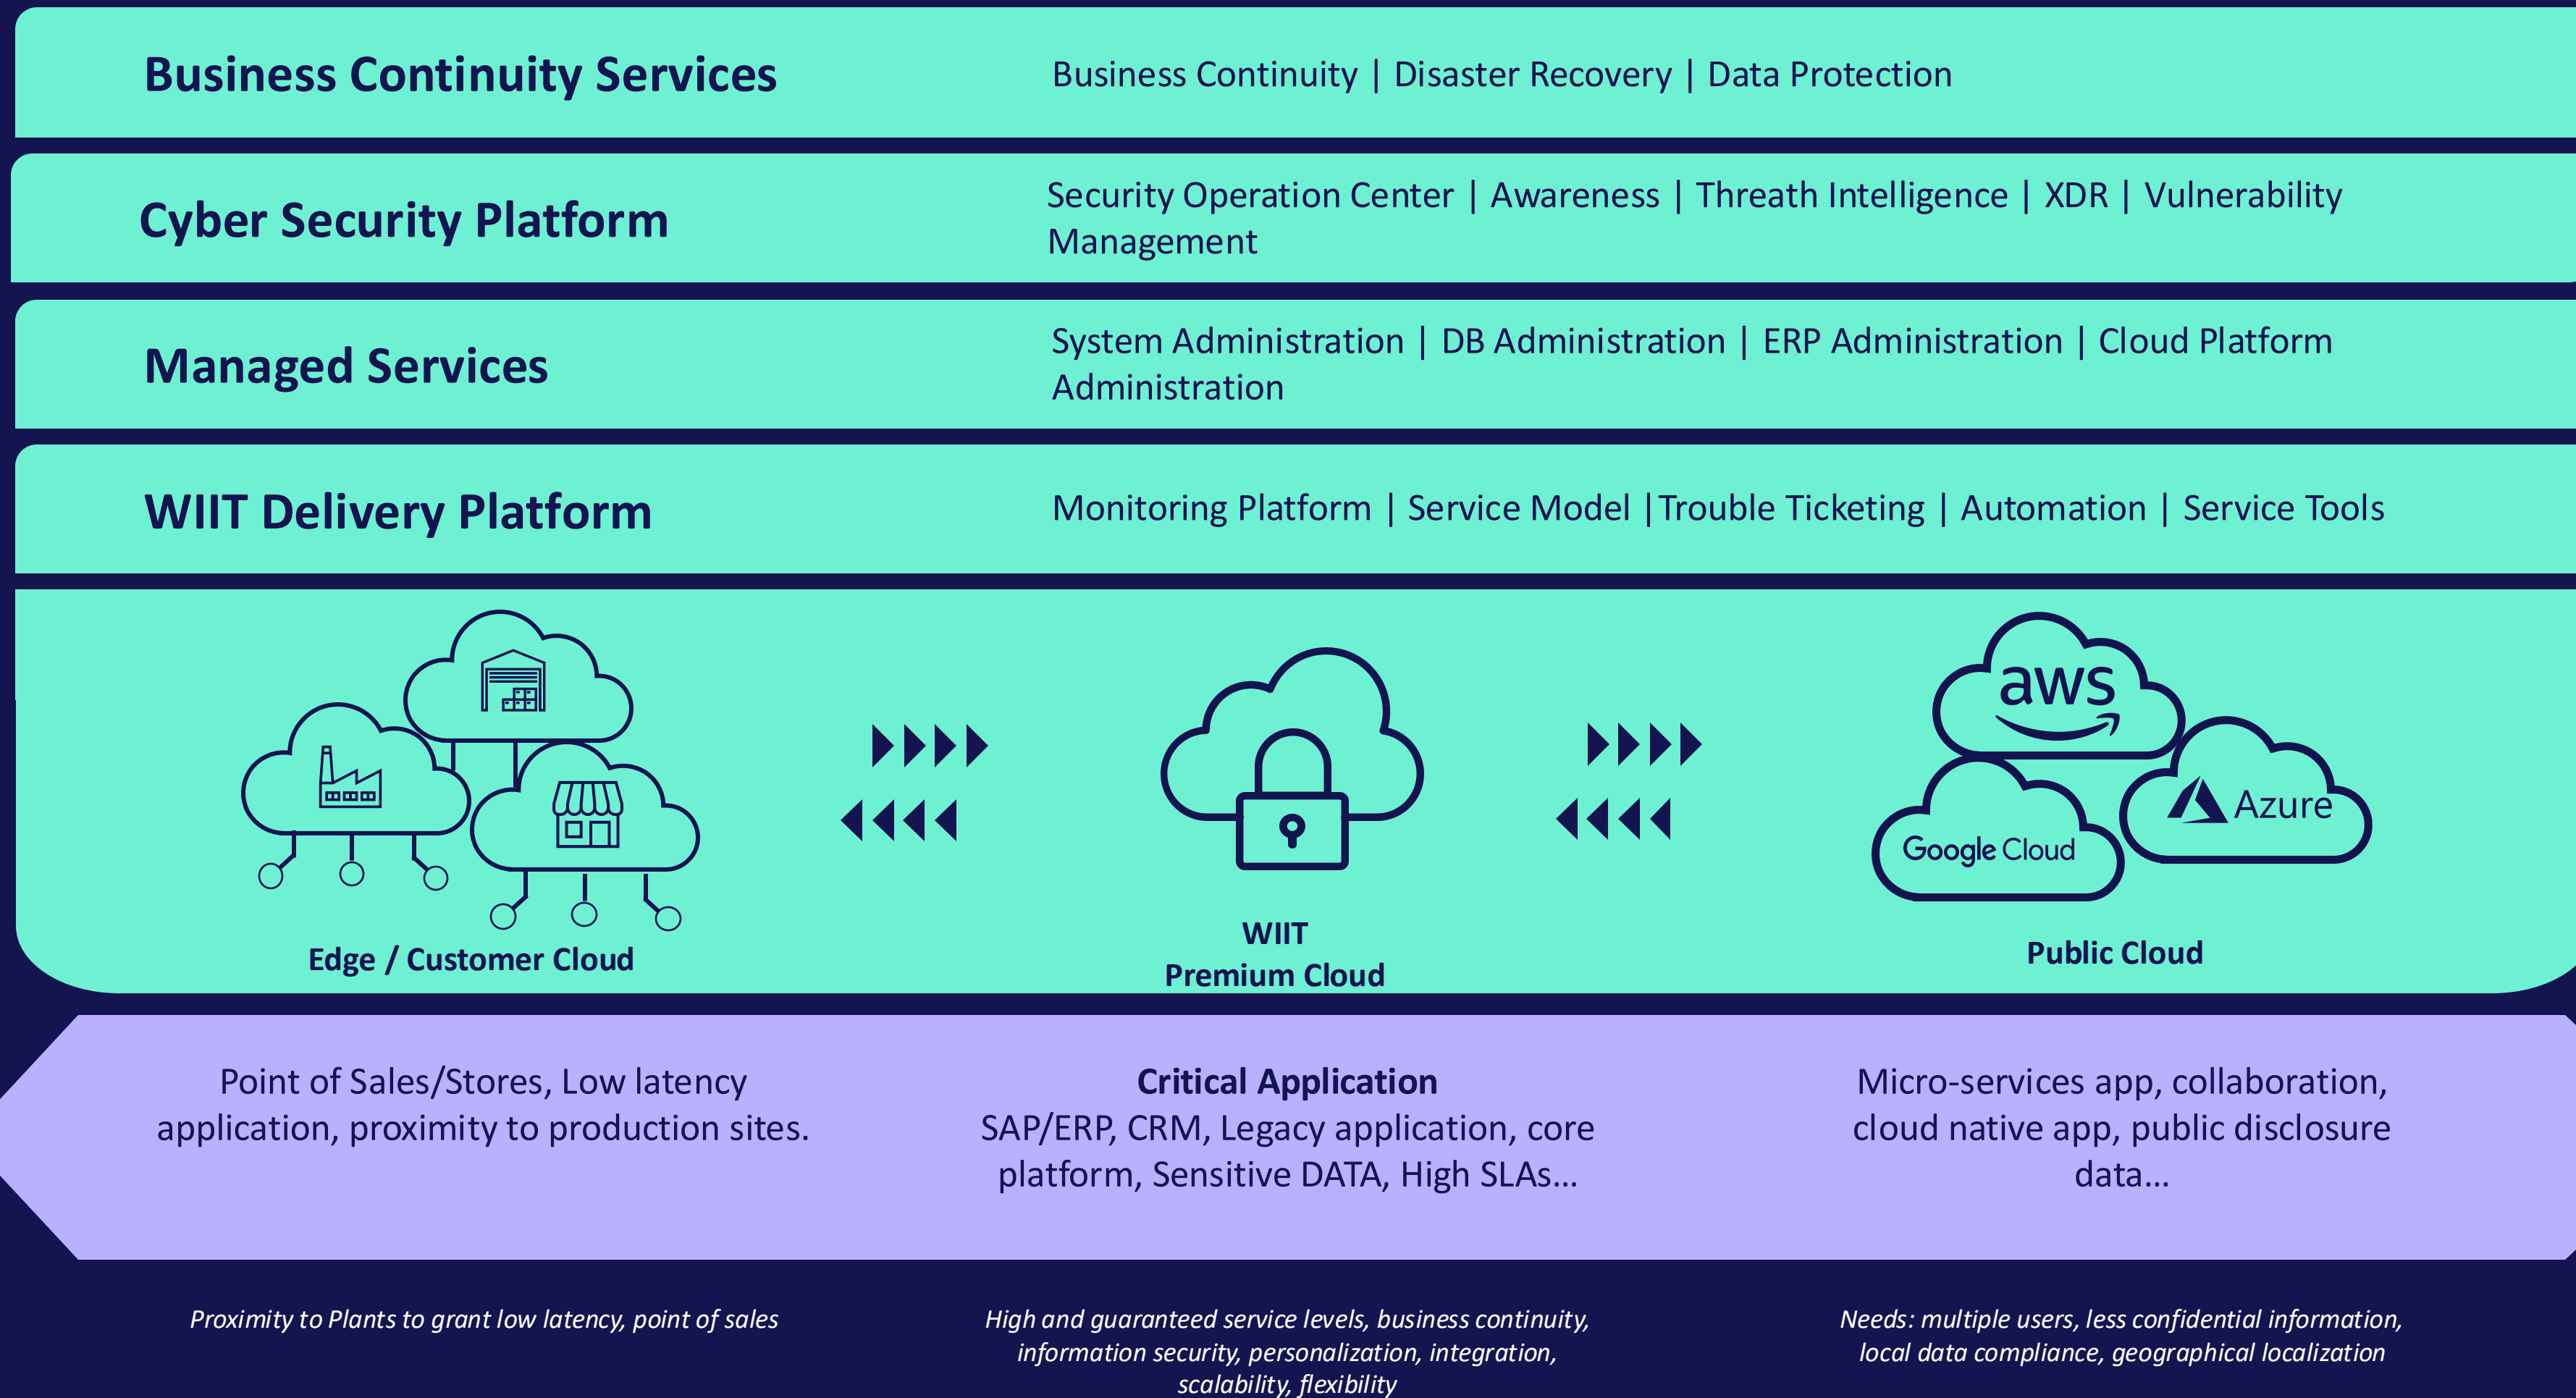 Business Continuity Services
Business Continuity | Disaster Recovery | Data Protection
Cyber Security Platform
Security Operation Center | Awareness | Threath Intelligence | XDR | Vulnerability
Management
Managed Services
System Administration | DB Administration | ERP Administration | Cloud Platform
Administration
WIIT Delivery Platform
Monitoring Platform | Service Model |Trouble Ticketing | Automation | Service Tools
aws
Azure
Google Cloud
Edge / Customer Cloud
WIIT
Premium Cloud
Public Cloud
Point of Sales/Stores, Low latency
application, proximity to production sites.
Critical Application
SAP/ERP, CRM, Legacy application, core
platform, Sensitive DATA, High SLAs...
Micro-services app, collaboration,
cloud native app, public disclosure
data...
Proximity to Plants to grant low latency, point of sales
High and guaranteed service levels, business continuity,
information security, personalization, integration,
scalability, flexibility
Needs: multiple users, less confidential information,
local data compliance, geographical localization